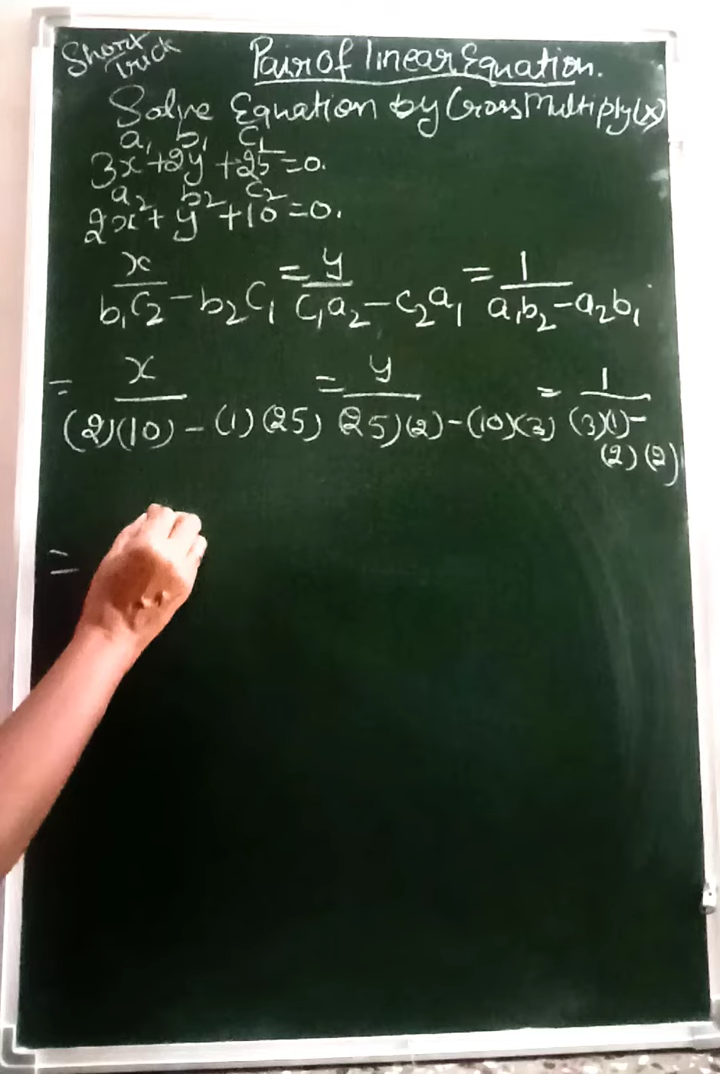 Short Trick
Pair of linear Equation.
Solve Equation by Cross Multiply(x)
a₁ b₁ c₁
3x+2y+25=0.
a₂ b₂ c₂
2x+y+10=0.
x = y = 1
b₁c₂-b₂c₁ c₁a₂-c₂a₁ a₁b₂-a₂b₁
= x = y = 1
(2)(10)-(1)(25) (25)(2)-(10)(3) (3)(1)-
(2)(2)
=